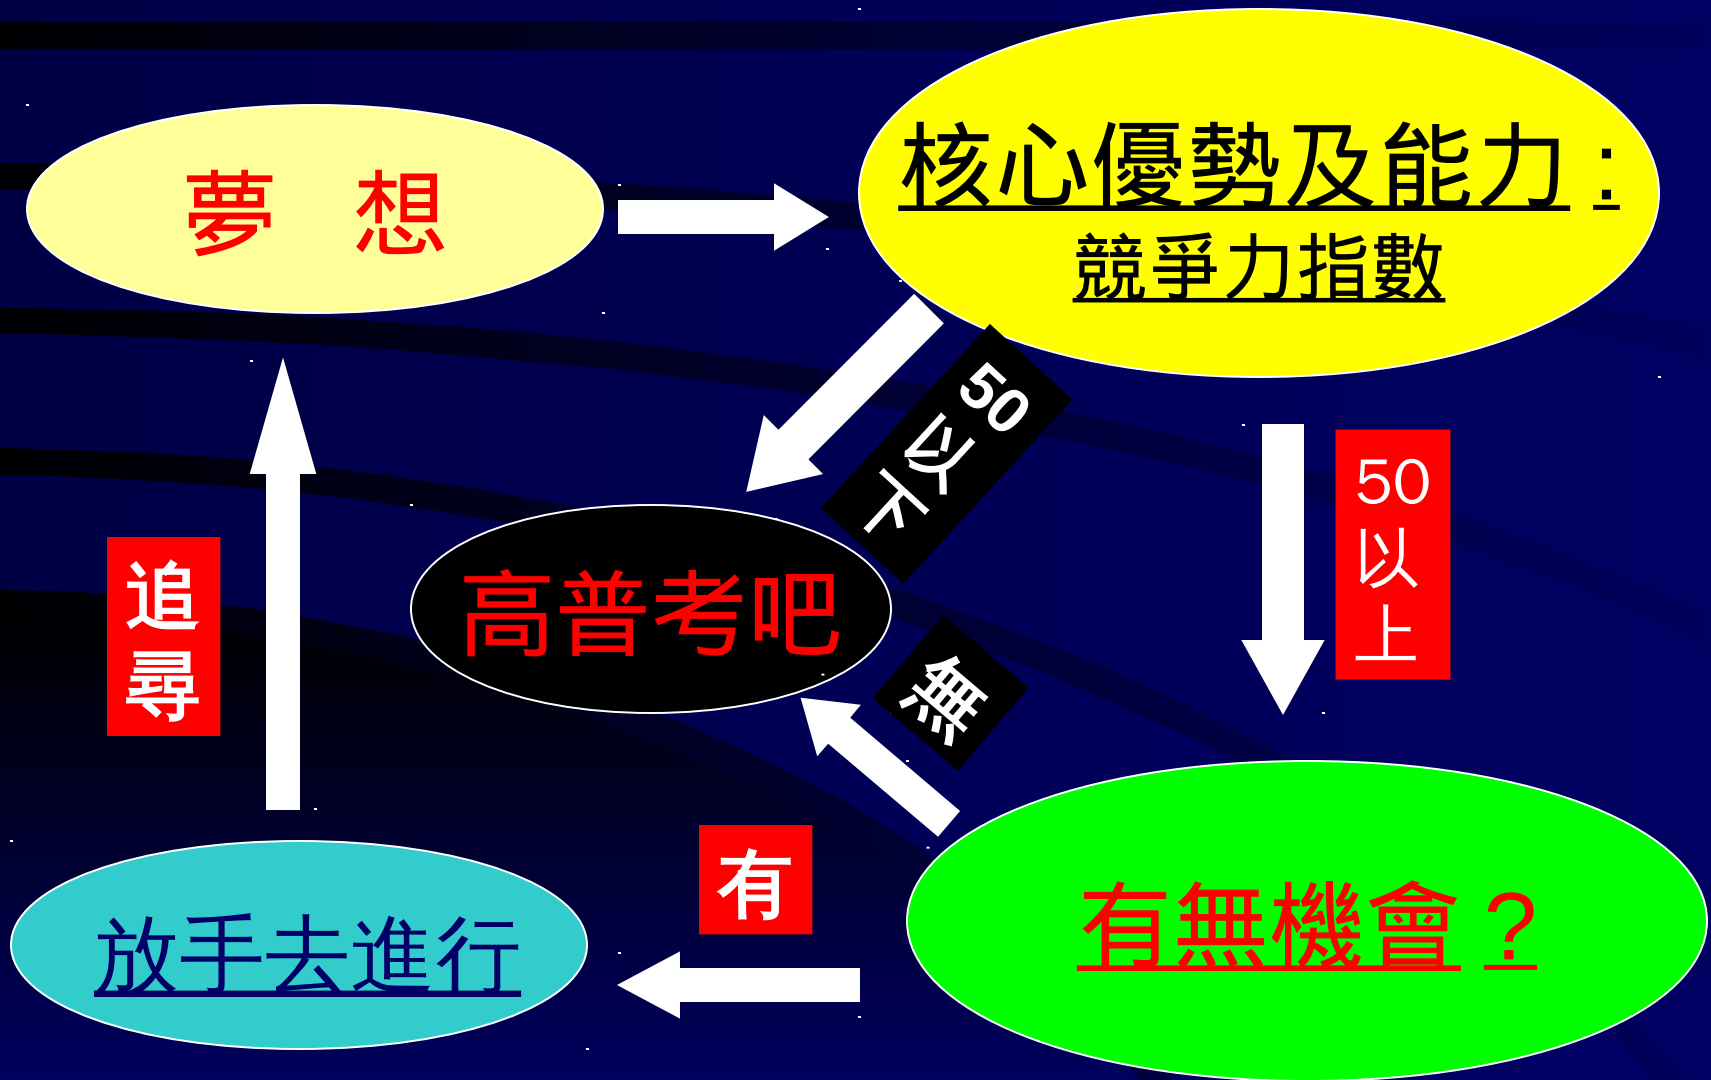 夢 想
核心優勢及能力 :
競爭力指數
50
以
下
50
以
上
高普考吧
追
尋
無
有
放手去進行
有無機會 ?